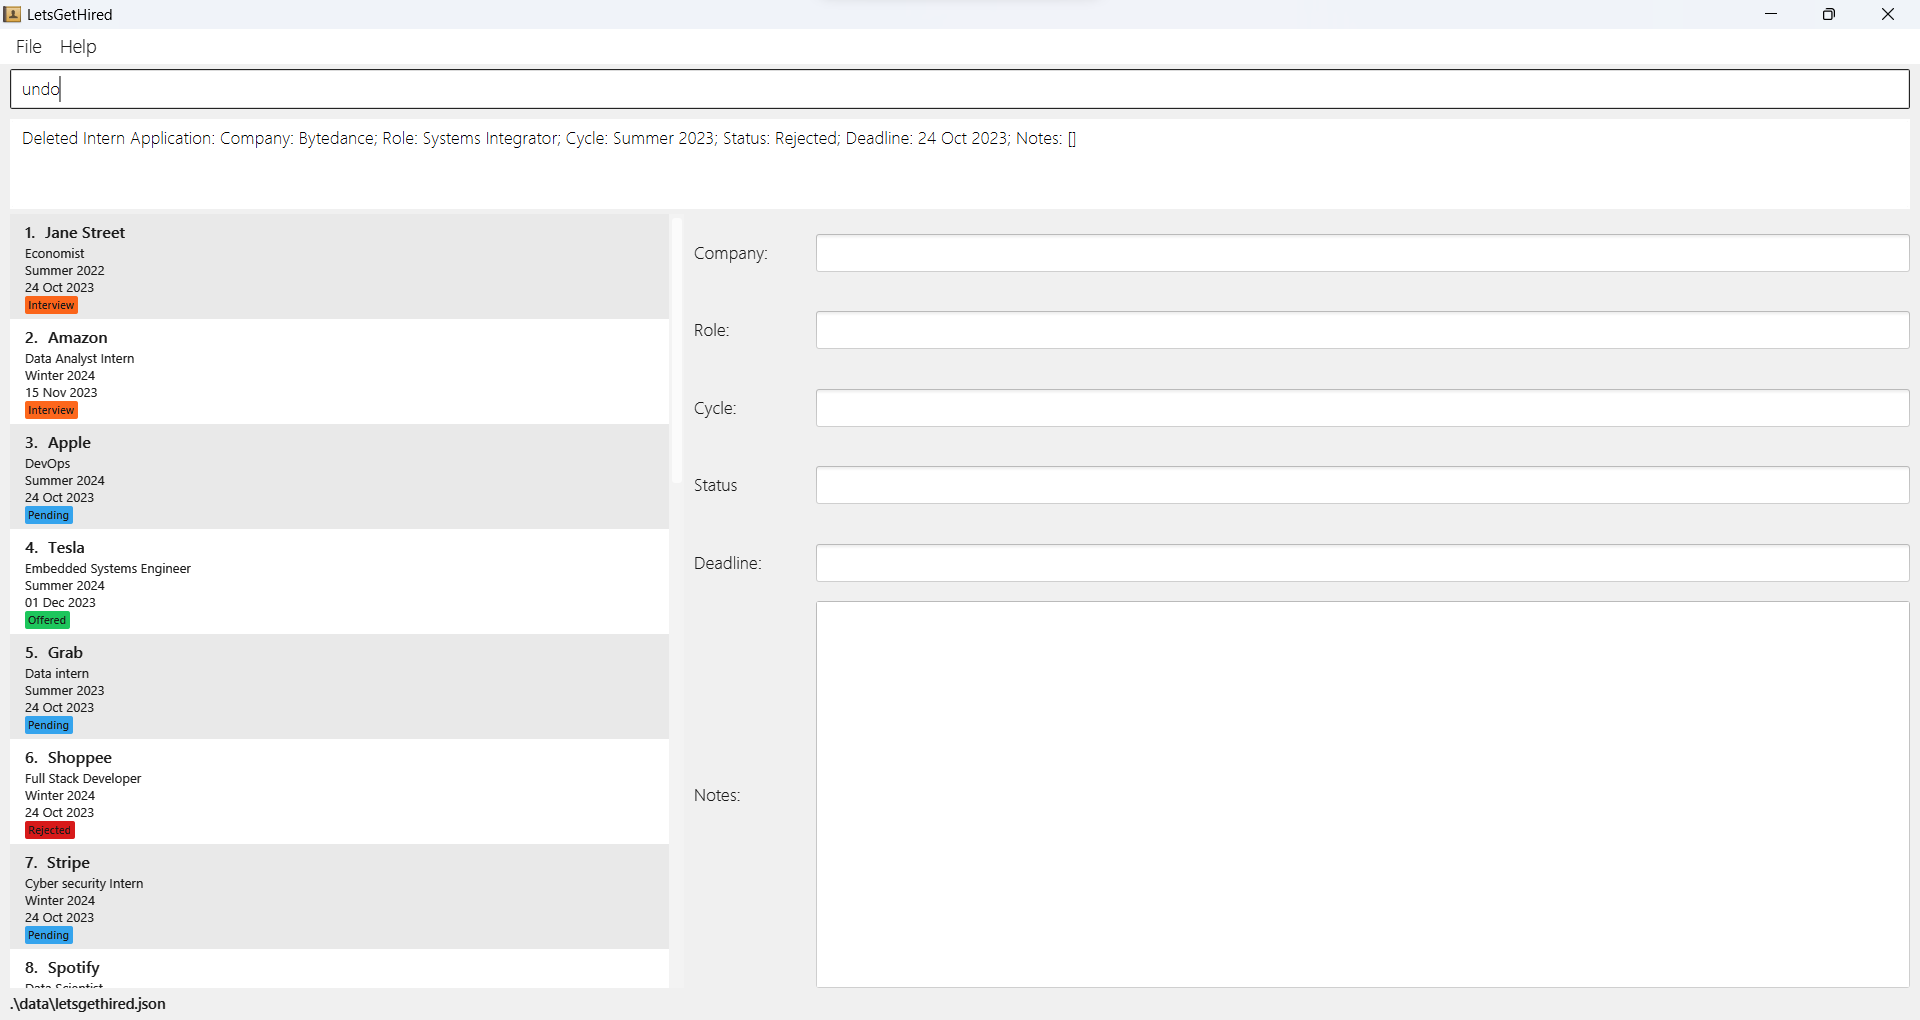 LetsGetHired
File Help
undo
Deleted Intern Application: Company: Bytedance; Role: Systems Integrator; Cycle: Summer 2023; Status: Rejected; Deadline: 24 Oct 2023; Notes: []
1. Jane Street
Economist
Summer 2022
24 Oct 2023
Interview
2. Amazon
Data Analyst Intern
Winter 2024
15 Nov 2023
Interview
3. Apple
DevOps
Summer 2024
24 Oct 2023
Pending
4. Tesla
Embedded Systems Engineer
Summer 2024
01 Dec 2023
Offered
5. Grab
Data intern
Summer 2023
24 Oct 2023
Pending
6. Shoppee
Full Stack Developer
Winter 2024
24 Oct 2023
Rejected
7. Stripe
Cyber security Intern
Winter 2024
24 Oct 2023
Pending
8. Spotify
Data Scientist
Company:
Role:
Cycle:
Status
Deadline:
Notes:
.\data\letsgethired.json